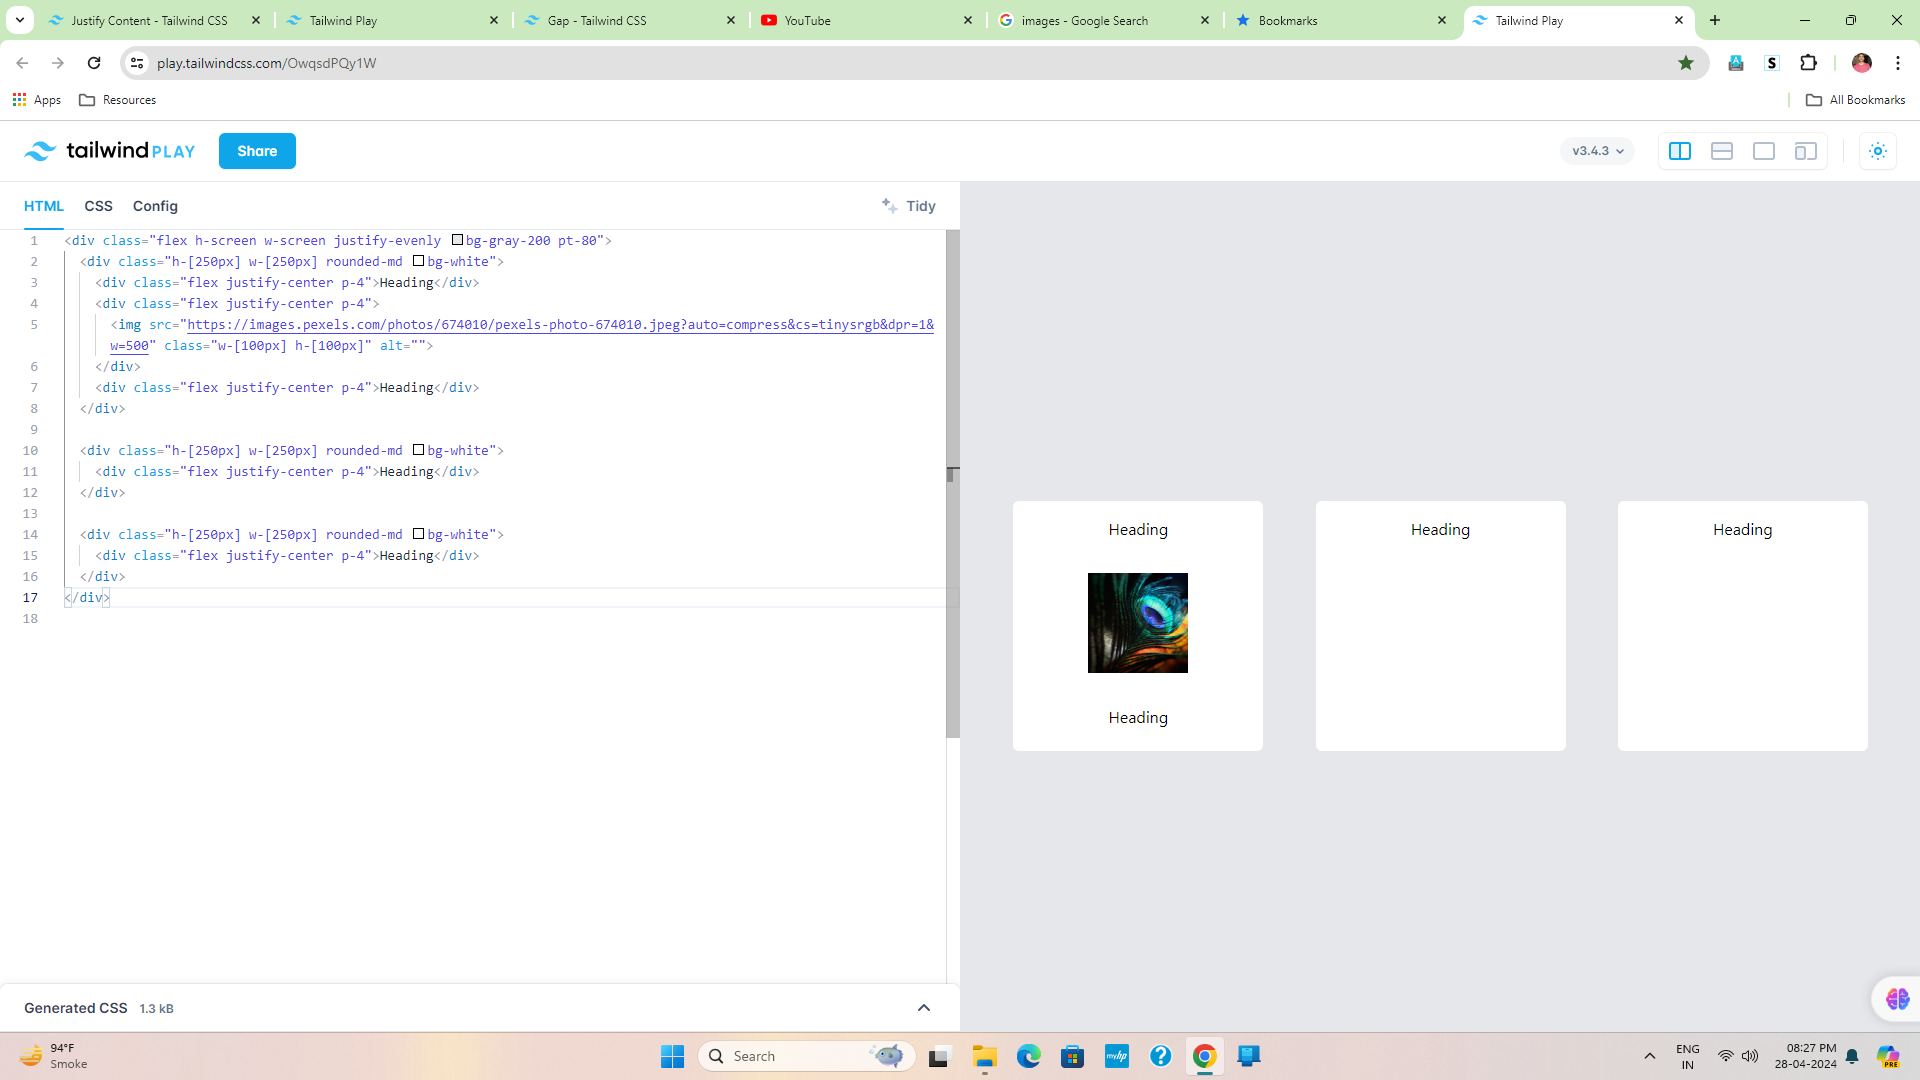 Justify Content - Tailwind CSS
Tailwind Play
Gap - Tailwind CSS
YouTube
images - Google Search
Bookmarks
Tailwind Play
play.tailwindcss.com/OwqsdPQy1W
Apps
Resources
All Bookmarks
tailwind PLAY
Share
v3.4.3
HTML
CSS
Config
Tidy
1 <div class="flex h-screen w-screen justify-evenly bg-gray-200 pt-80">
2 <div class="h-[250px] w-[250px] rounded-md bg-white">
3 <div class="flex justify-center p-4">Heading</div>
4 <div class="flex justify-center p-4">
5 <img src="https://images.pexels.com/photos/674010/pexels-photo-674010.jpeg?auto=compress&cs=tinysrgb&dpr=1&
w=500" class="w-[100px] h-[100px]" alt="">
6 </div>
7 <div class="flex justify-center p-4">Heading</div>
8 </div>
9
10 <div class="h-[250px] w-[250px] rounded-md bg-white">
11 <div class="flex justify-center p-4">Heading</div>
12 </div>
13
14 <div class="h-[250px] w-[250px] rounded-md bg-white">
15 <div class="flex justify-center p-4">Heading</div>
16 </div>
17 </div>
18
Heading
Heading
Heading
Heading
Generated CSS 1.3 kB
94°F
Smoke
Search
myhp
ENG
IN
08:27 PM
28-04-2024
PRE